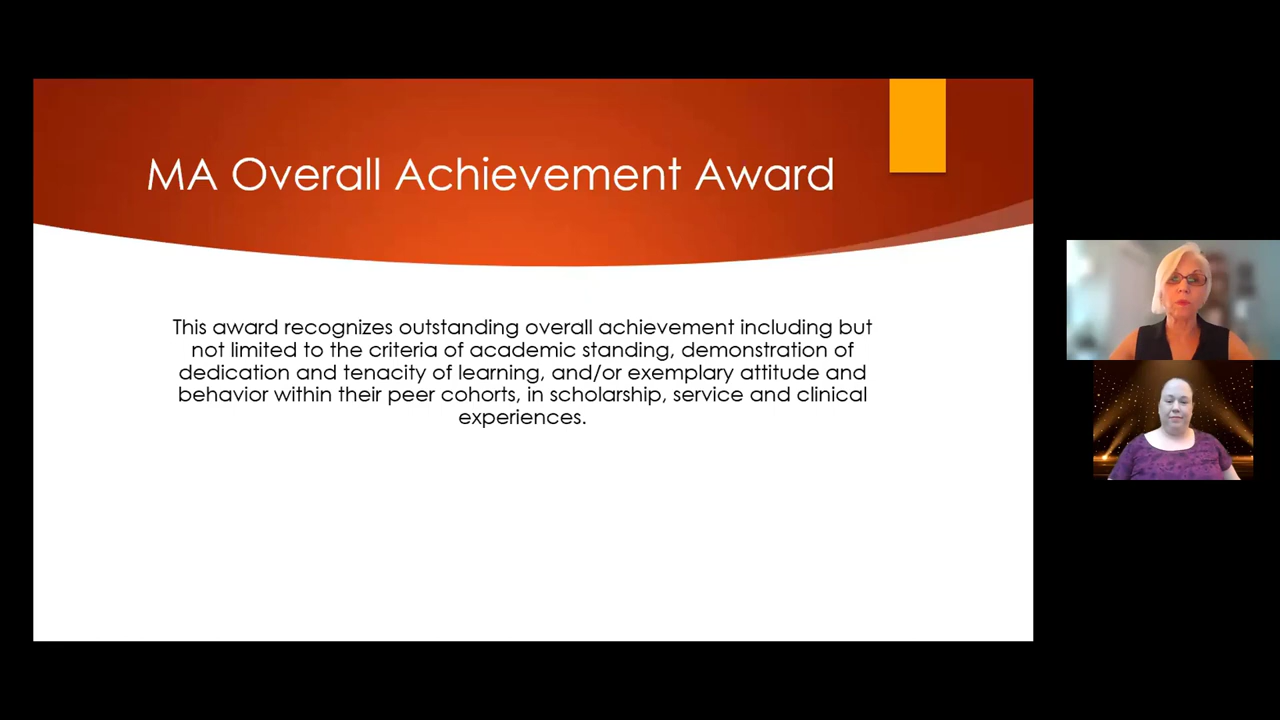 MA Overall Achievement Award
This award recognizes outstanding overall achievement including but
not limited to the criteria of academic standing, demonstration of
dedication and tenacity of learning, and/or exemplary attitude and
behavior within their peer cohorts, in scholarship, service and clinical
experiences.